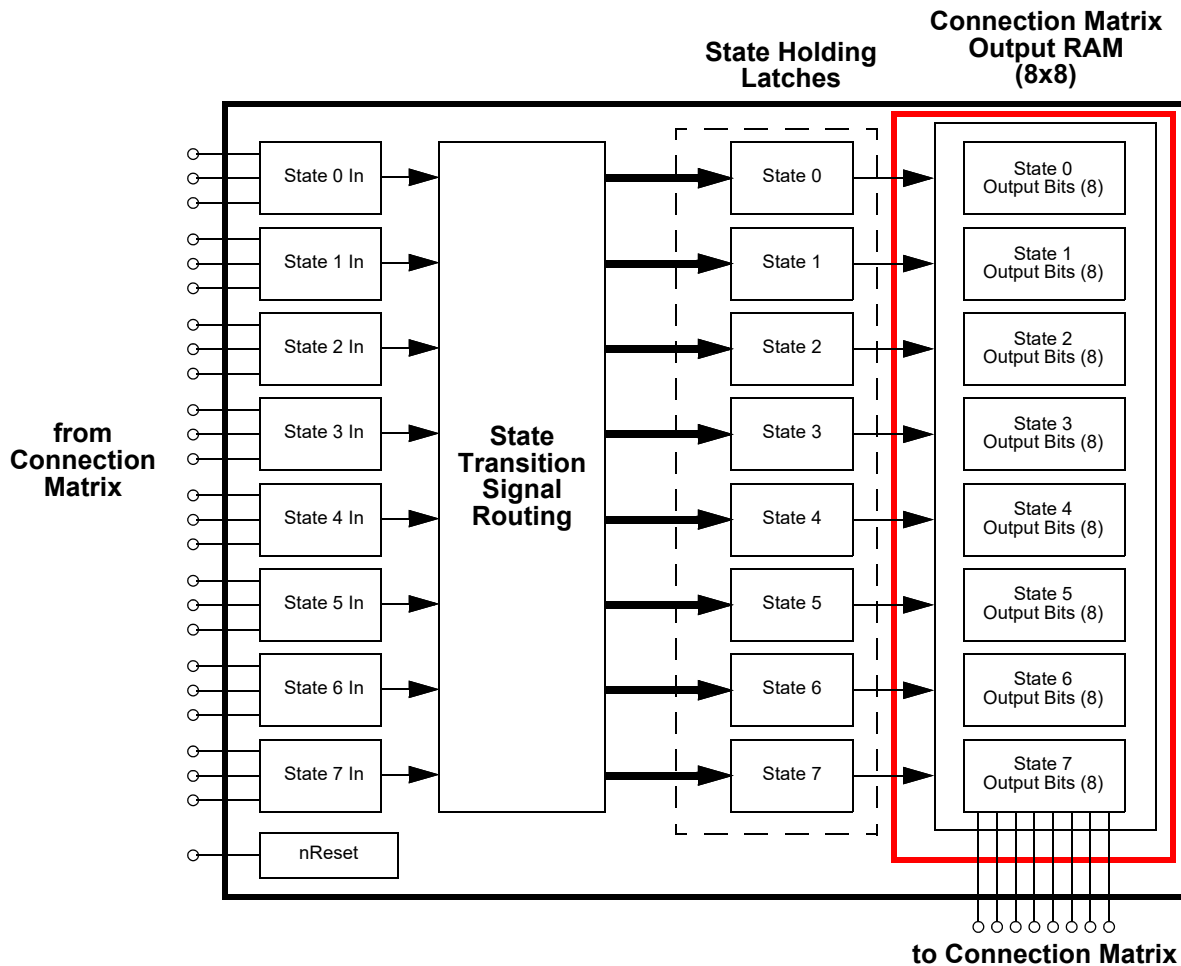 Connection Matrix
Output RAM
(8x8)
State Holding
Latches
State 0 In
State 0
State 0
Output Bits (8)
State 1 In
State 1
State 1
Output Bits (8)
State 2 In
State 2
State 2
Output Bits (8)
State 3 In
State 3
State 3
Output Bits (8)
from
Connection
Matrix
State
Transition
Signal
Routing
State 4 In
State 4
State 4
Output Bits (8)
State 5 In
State 5
State 5
Output Bits (8)
State 6 In
State 6
State 6
Output Bits (8)
State 7 In
State 7
State 7
Output Bits (8)
nReset
to Connection Matrix